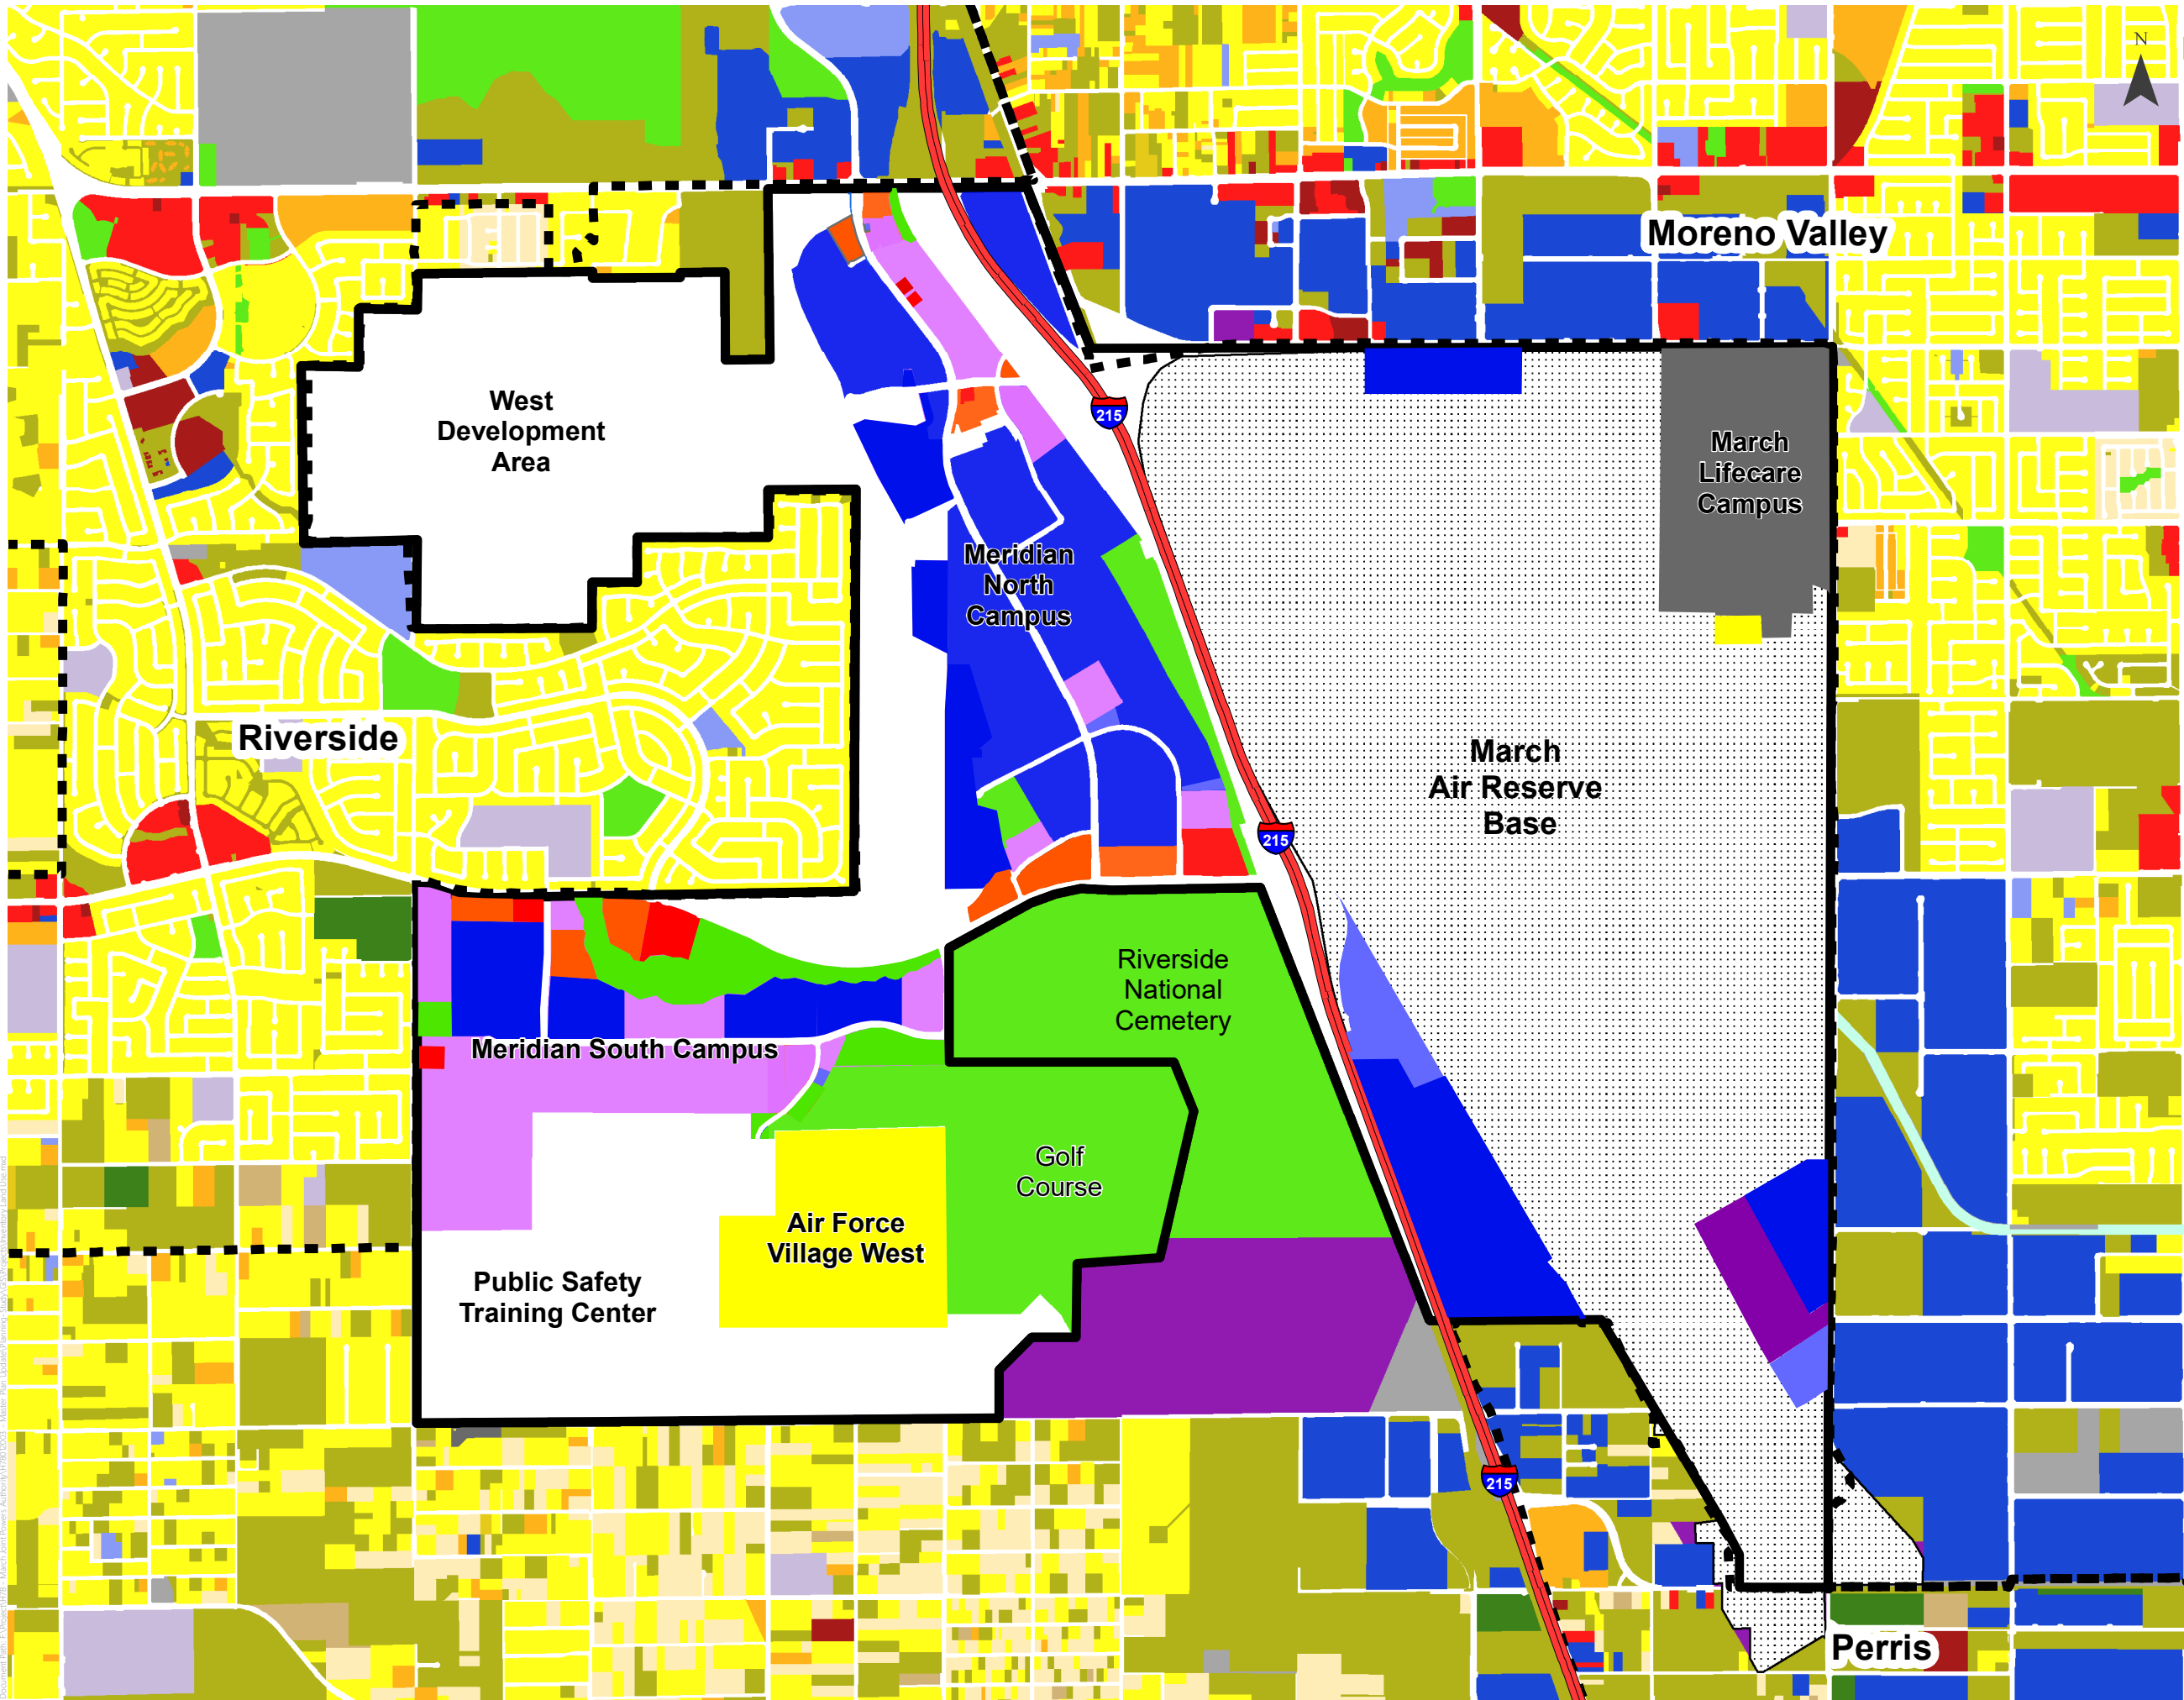 N
Moreno Valley
215
West
Development
Area
March
Lifecare
Campus
Meridian
North
Campus
Riverside
March
Air Reserve
Base
215
Riverside
National
Cemetery
Meridian South Campus
Golf
Course
Air Force
Village West
Public Safety
Training Center
215
Perris